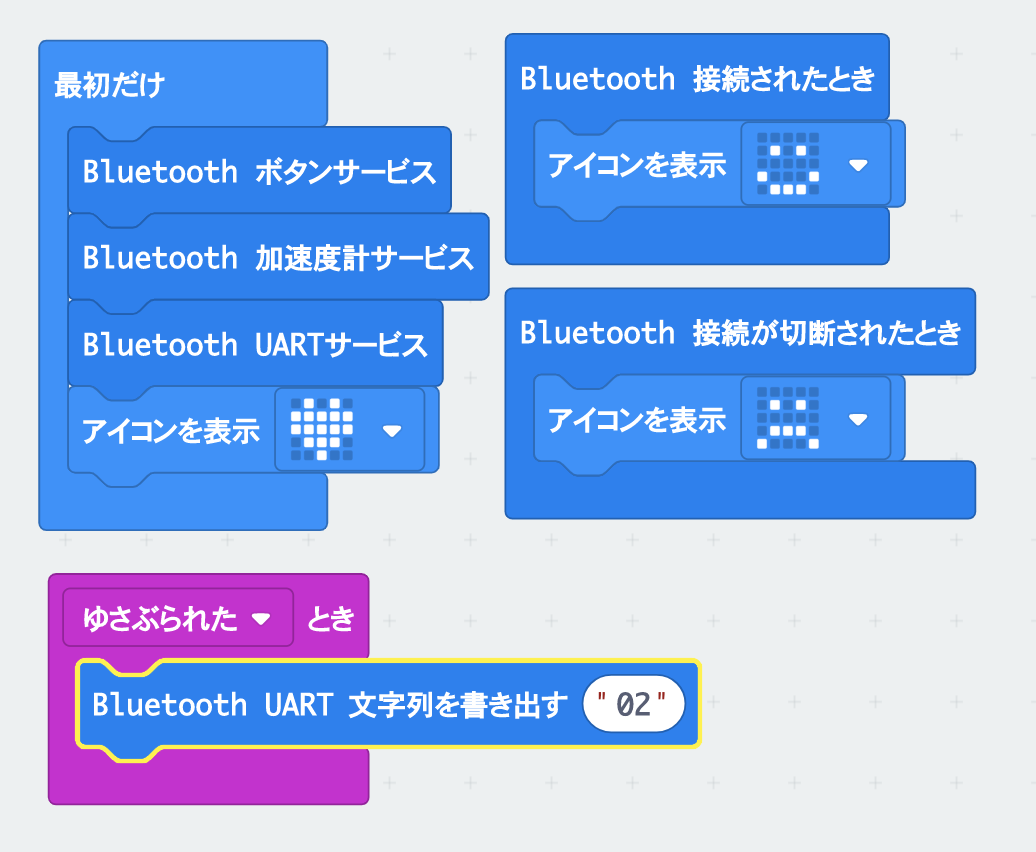 最初だけ
Bluetooth ボタンサービス
Bluetooth 加速度計サービス
Bluetooth UARTサービス
アイコンを表示
Bluetooth 接続されたとき
アイコンを表示
Bluetooth 接続が切断されたとき
アイコンを表示
ゆさぶられた とき
Bluetooth UART 文字列を書き出す "02"